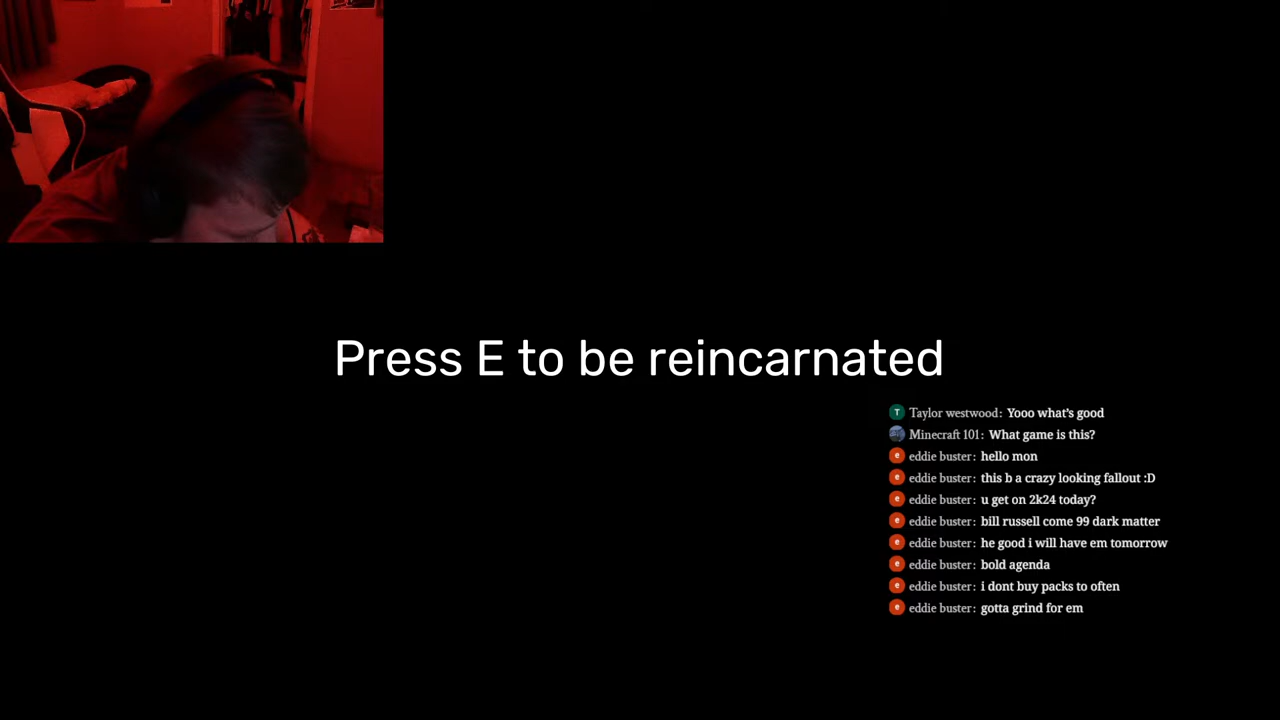 Press E to be reincarnated
T Taylor westwood: Yooo what's good
Minecraft 101: What game is this?
e eddie buster: hello mon
e eddie buster: this b a crazy looking fallout :D
e eddie buster: u get on 2k24 today?
e eddie buster: bill russell come 99 dark matter
e eddie buster: he good i will have em tomorrow
e eddie buster: bold agenda
e eddie buster: i dont buy packs to often
e eddie buster: gotta grind for em